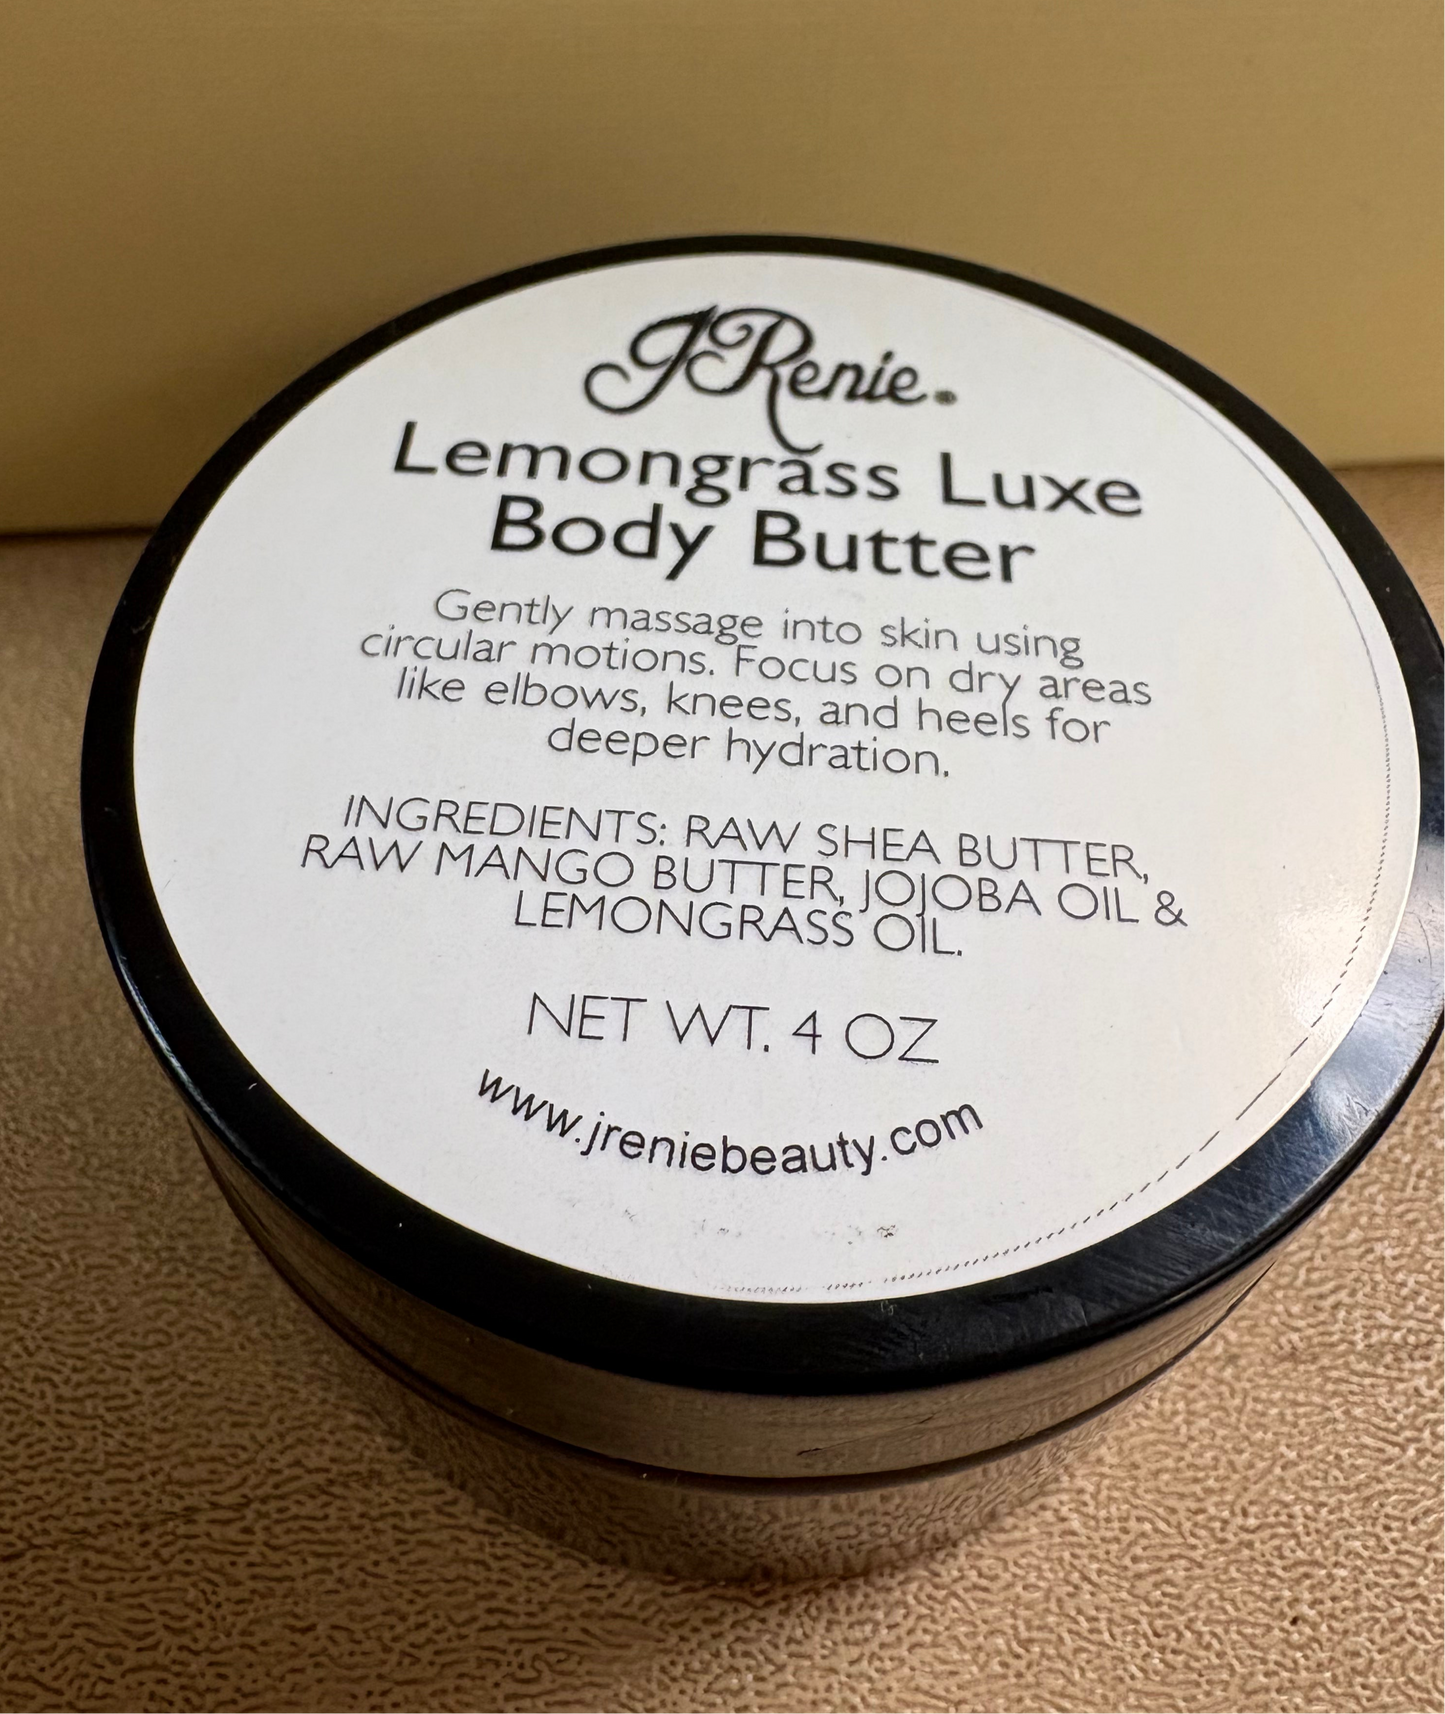 JRenie®
Lemongrass Luxe
Body Butter
Gently massage into skin using
circular motions. Focus on dry areas
like elbows, knees, and heels for
deeper hydration.
INGREDIENTS: RAW SHEA BUTTER,
RAW MANGO BUTTER, JOJOBA OIL &
LEMONGRASS OIL.
NET WT. 4 OZ
www.jreniebeauty.com